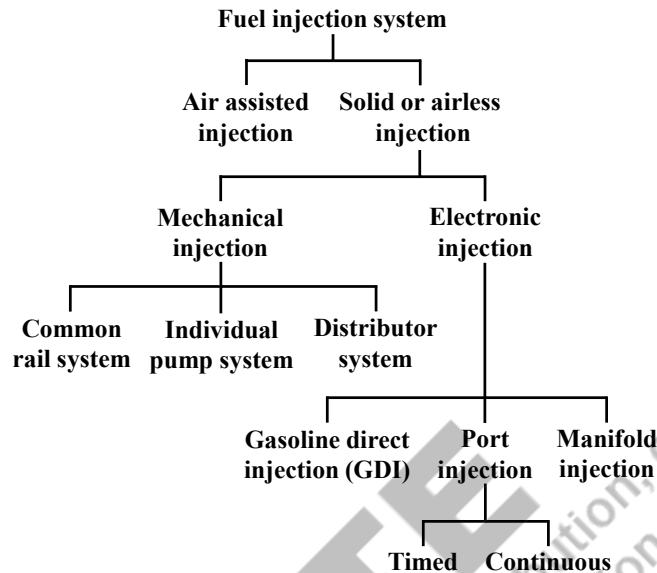 Fuel injection system
Air assisted
injection
Solid or airless
injection
Mechanical
injection
Electronic
injection
Common
rail system
Individual
pump system
Distributor
system
Gasoline direct
injection (GDI)
Port
injection
Manifold
injection
Timed
Continuous